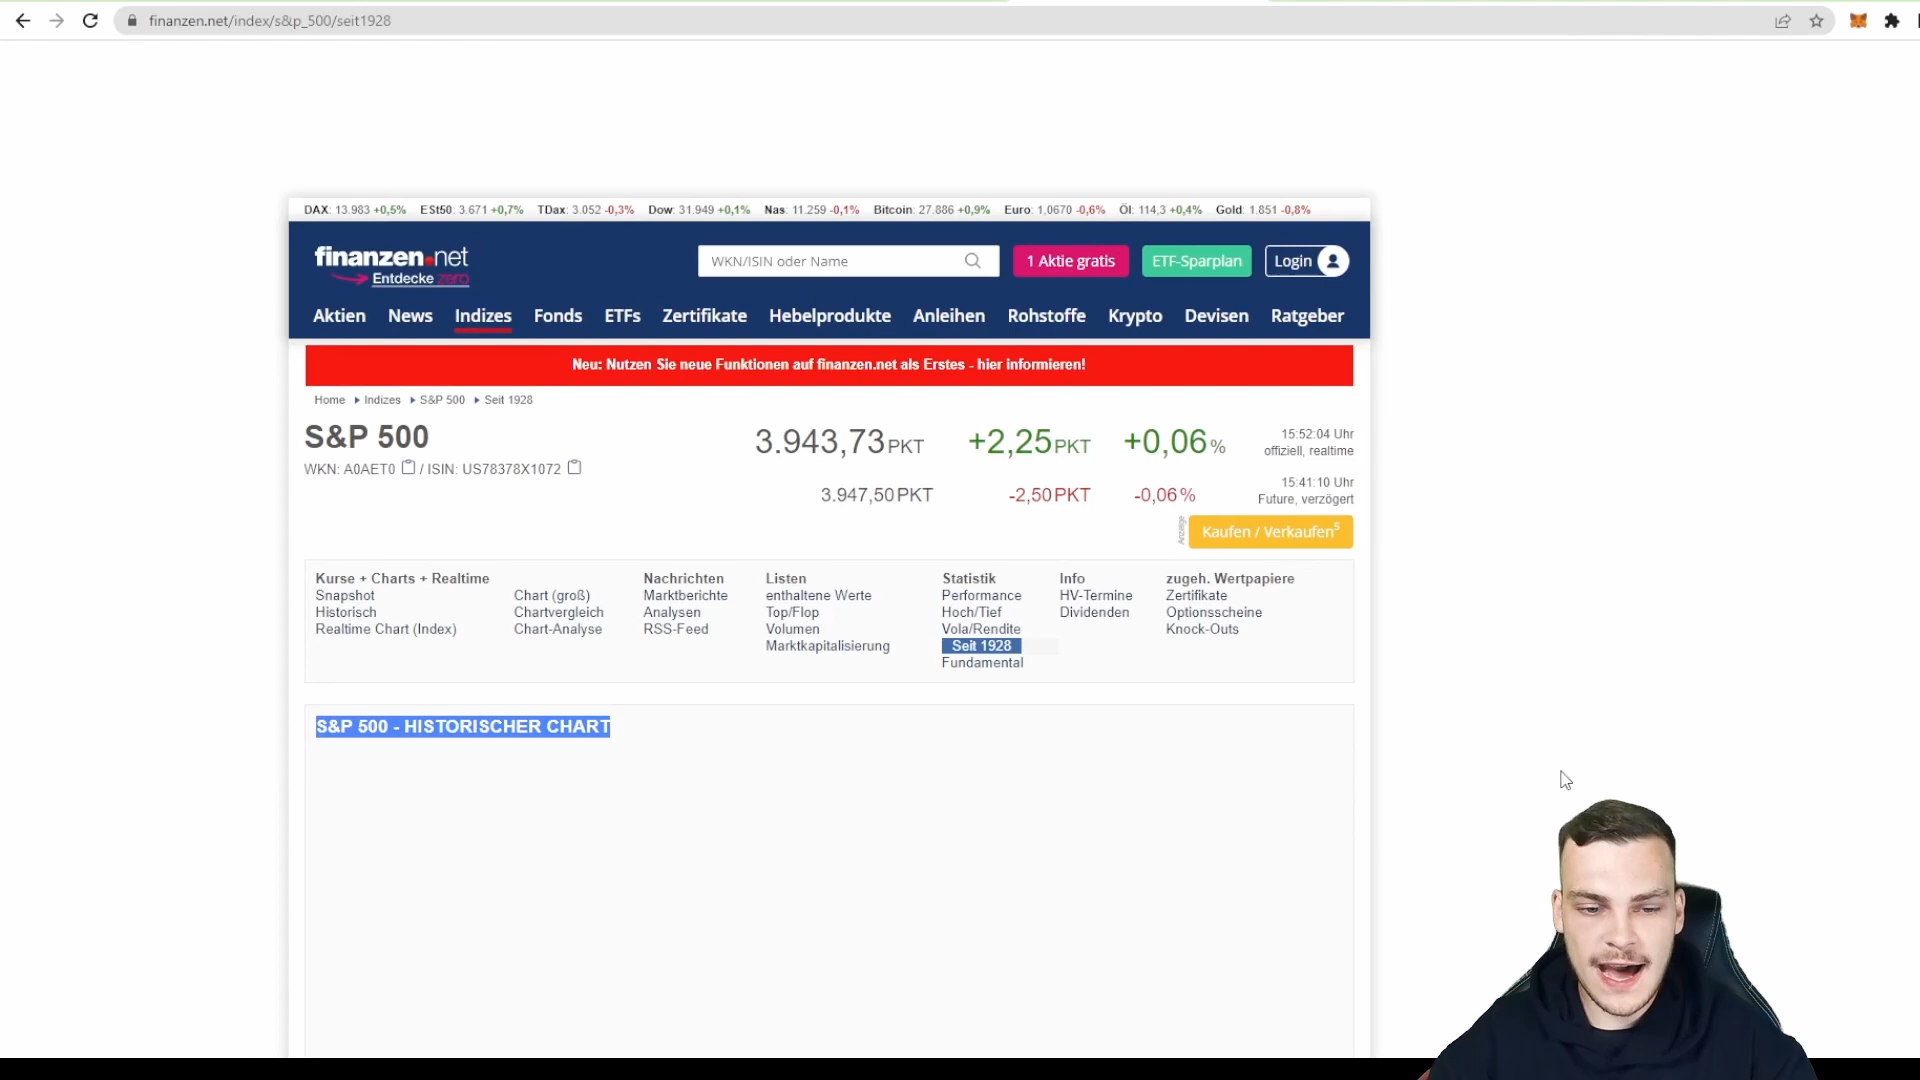 finanzen.net/index/s&p_500/seit1928
DAX: 13.983 +0,5% ESt50: 3.671 +0,7% TDax: 3.052 -0,3% Dow: 31.949 +0,1% Nas: 11.259 -0,1% Bitcoin: 27.886 +0,9% Euro: 1,0670 -0,6% Öl: 114,3 +0,4% Gold: 1.851 -0,8%
finanzen.net
Entdecke zero
WKN/ISIN oder Name
1 Aktie gratis
ETF-Sparplan
Login
Aktien News Indizes Fonds ETFs Zertifikate Hebelprodukte Anleihen Rohstoffe Krypto Devisen Ratgeber
Neu: Nutzen Sie neue Funktionen auf finanzen.net als Erstes - hier informieren!
Home Indizes S&P 500 Seit 1928
S&P 500
WKN: A0AET0 / ISIN: US78378X1072
3.943,73 PKT +2,25 PKT +0,06 % 15:52:04 Uhr
offiziell, realtime
3.947,50 PKT -2,50 PKT -0,06 % 15:41:10 Uhr
Future, verzögert
Anzeige
Kaufen / Verkaufen5
Kurse + Charts + Realtime
Snapshot
Historisch
Realtime Chart (Index)
Chart (groß)
Chartvergleich
Chart-Analyse
Nachrichten
Marktberichte
Analysen
RSS-Feed
Listen
enthaltene Werte
Top/Flop
Volumen
Marktkapitalisierung
Statistik
Performance
Hoch/Tief
Vola/Rendite
Seit 1928
Fundamental
Info
HV-Termine
Dividenden
zugeh. Wertpapiere
Zertifikate
Optionsscheine
Knock-Outs
S&P 500 - HISTORISCHER CHART